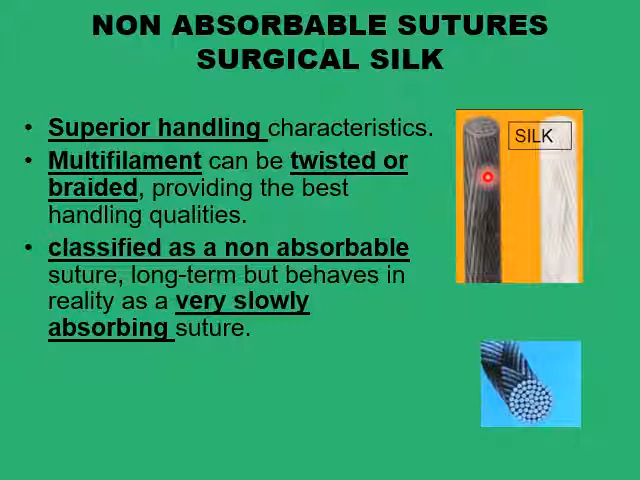 NON ABSORBABLE SUTURES
SURGICAL SILK
• Superior handling characteristics.
• Multifilament can be twisted or
braided, providing the best
handling qualities.
• classified as a non absorbable
suture, long-term but behaves in
reality as a very slowly
absorbing suture.
SILK